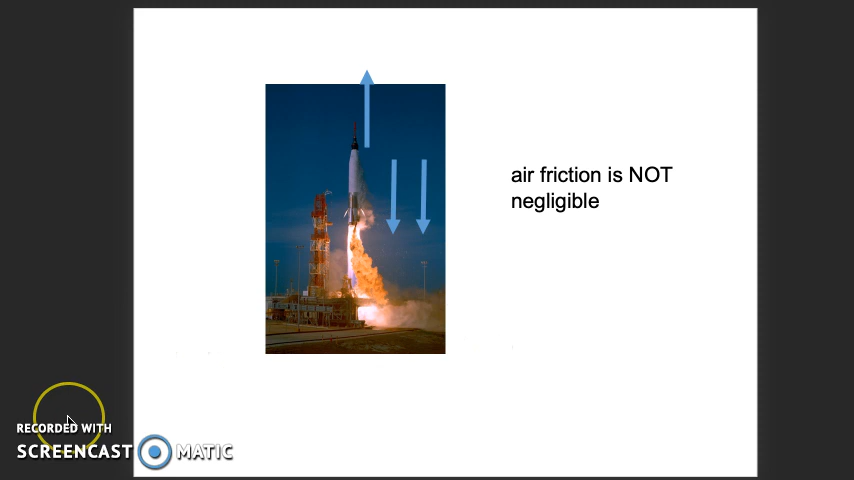 air friction is NOT
negligible
RECORDED WITH
SCREENCAST MATIC